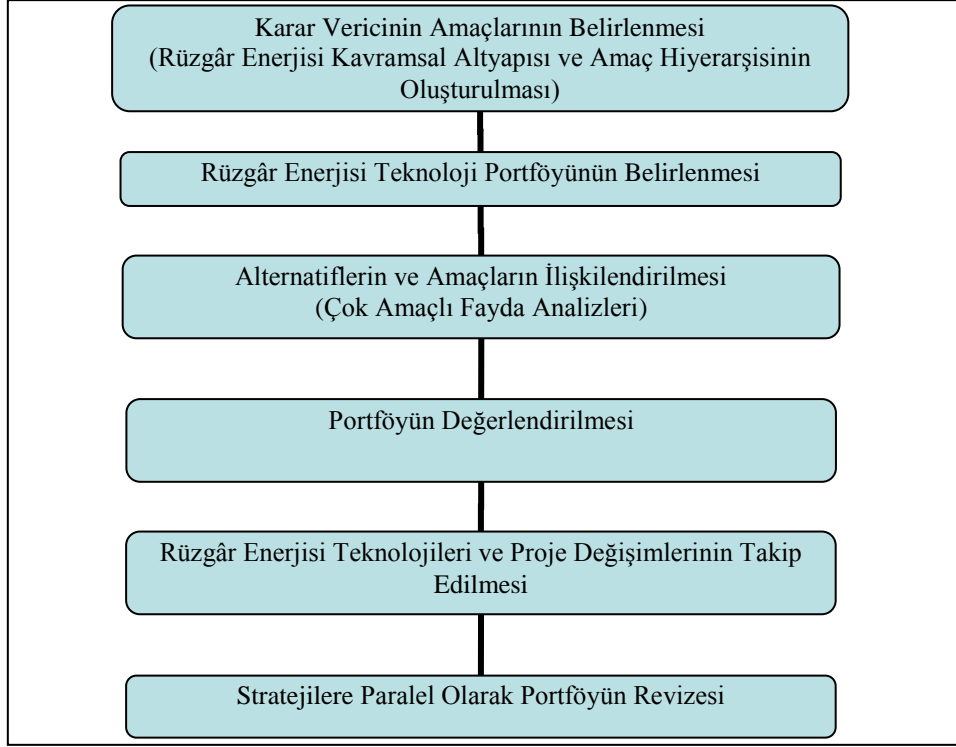 Karar Vericinin Amaçlarının Belirlenmesi
(Rüzgâr Enerjisi Kavramsal Altyapısı ve Amaç Hiyerarşisinin
Oluşturulması)
Rüzgâr Enerjisi Teknoloji Portföyünün Belirlenmesi
Alternatiflerin ve Amaçların İlişkilendirilmesi
(Çok Amaçlı Fayda Analizleri)
Portföyün Değerlendirilmesi
Rüzgâr Enerjisi Teknolojileri ve Proje Değişimlerinin Takip
Edilmesi
Stratejilere Paralel Olarak Portföyün Revizesi